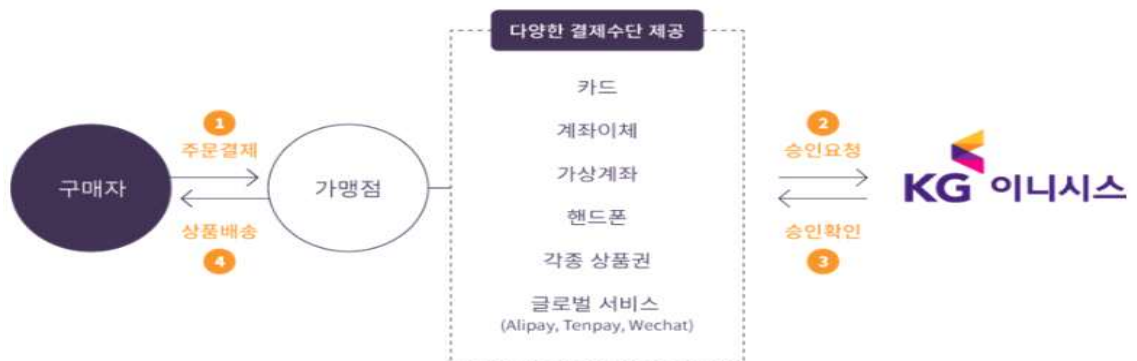 다양한 결제수단 제공
카드
계좌이체
가상계좌
핸드폰
각종 상품권
글로벌 서비스
(Alipay, Tenpay, Wechat)
구매자
1
주문결제
상품배송
4
가맹점
2
승인요청
승인확인
3
KG 이니시스